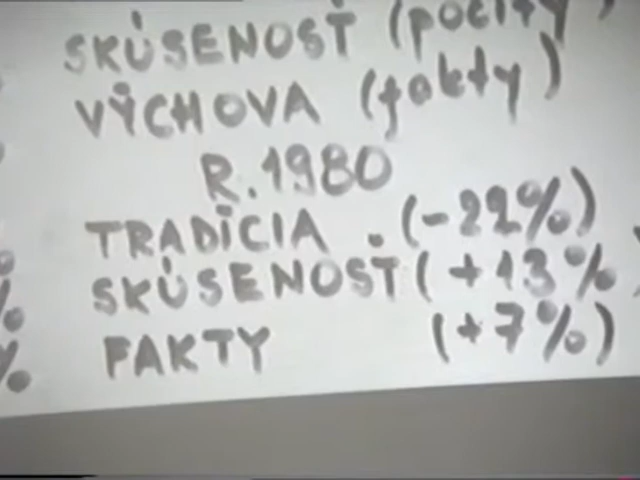 SKÚSENOSŤ (pocity)
VÝCHOVA (fakty)
R. 1980
TRADÍCIA . (-22%)
SKÚSENOSŤ (+13%)
FAKTY (+7%)
%
%